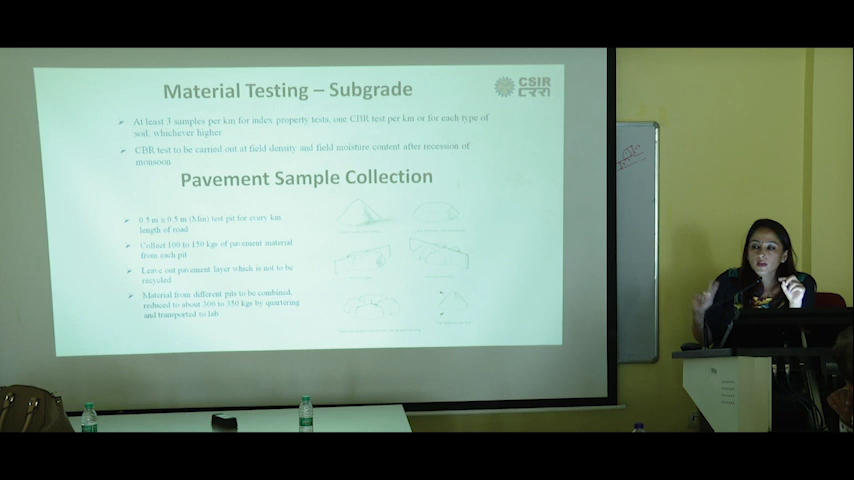 Material Testing – Subgrade
CSIR
At least 3 samples per km for index property tests, one CBR test per km or for each type of
soil, whichever higher
CBR test to be carried out at field density and field moisture content after recession of
monsoon
Pavement Sample Collection
0.5 m x 0.5 m (Min) test pit for every km
length of road
Collect 100 to 150 kgs of pavement material
from each pit
Leave out pavement layer which is not to be
recycled
Material from different pits to be combined,
reduced to about 300 to 350 kgs by quartering
and transported to lab